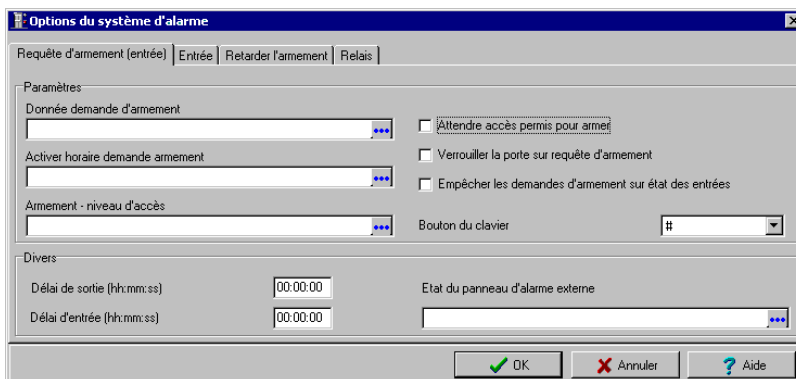 Options du système d'alarme
Requête d'armement (entrée) Entrée Retarder l'armement Relais
Paramètres
Donnée demande d'armement
Attendre accès permis pour armer
Activer horaire demande armement
Verrouiller la porte sur requête d'armement
Empêcher les demandes d'armement sur état des entrées
Armement - niveau d'accès
Bouton du clavier #
Divers
Délai de sortie (hh:mm:ss) 00:00:00 Etat du panneau d'alarme externe
Délai d'entrée (hh:mm:ss) 00:00:00
OK Annuler Aide